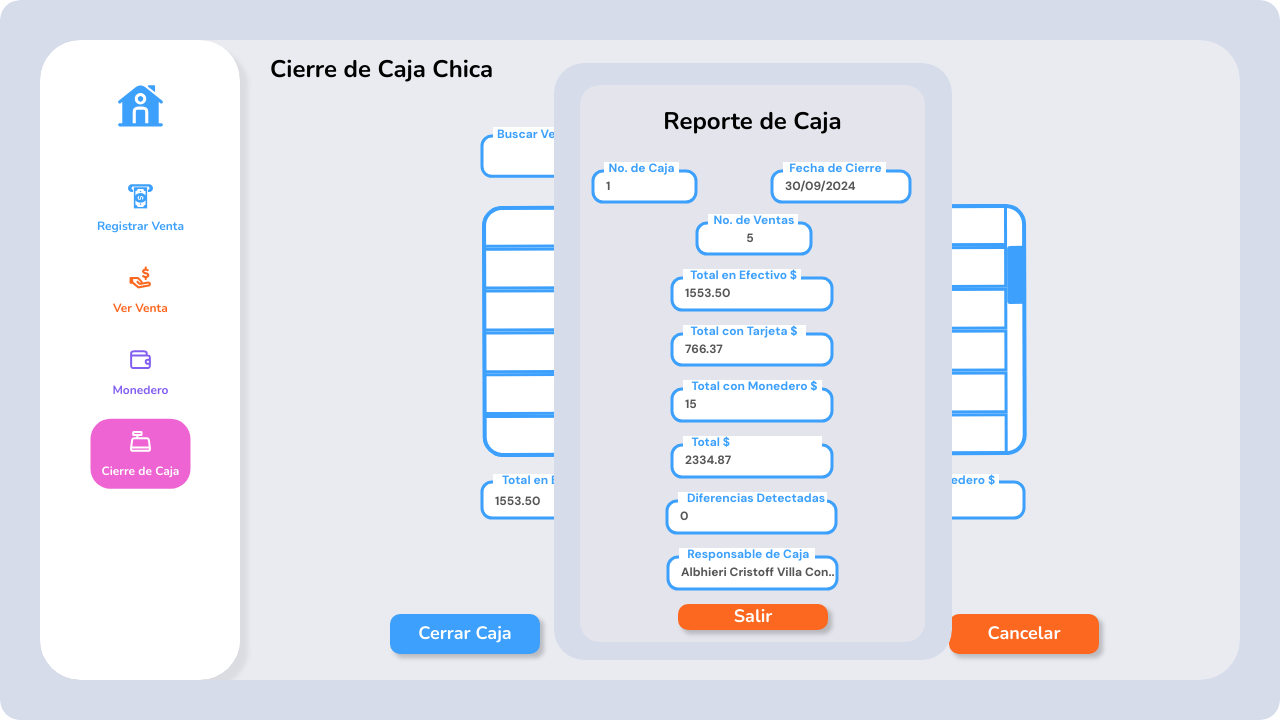 Cierre de Caja Chica
Registrar Venta
Ver Venta
Monedero
Cierre de Caja
Buscar Ve
Total en E
1553.50
edero $
Cerrar Caja
Cancelar
Reporte de Caja
No. de Caja
1
Fecha de Cierre
30/09/2024
No. de Ventas
5
Total en Efectivo $
1553.50
Total con Tarjeta $
766.37
Total con Monedero $
15
Total $
2334.87
Diferencias Detectadas
0
Responsable de Caja
Albhieri Cristoff Villa Con..
Salir